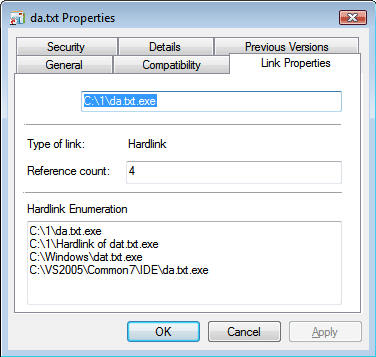 da.txt Properties
Security Details Previous Versions
General Compatibility Link Properties
C:\1\da.txt.exe
Type of link: Hardlink
Reference count: 4
Hardlink Enumeration
C:\1\da.txt.exe
C:\1\Hardlink of dat.txt.exe
C:\Windows\dat.txt.exe
C:\VS2005\Common7\IDE\da.txt.exe
OK Cancel Apply